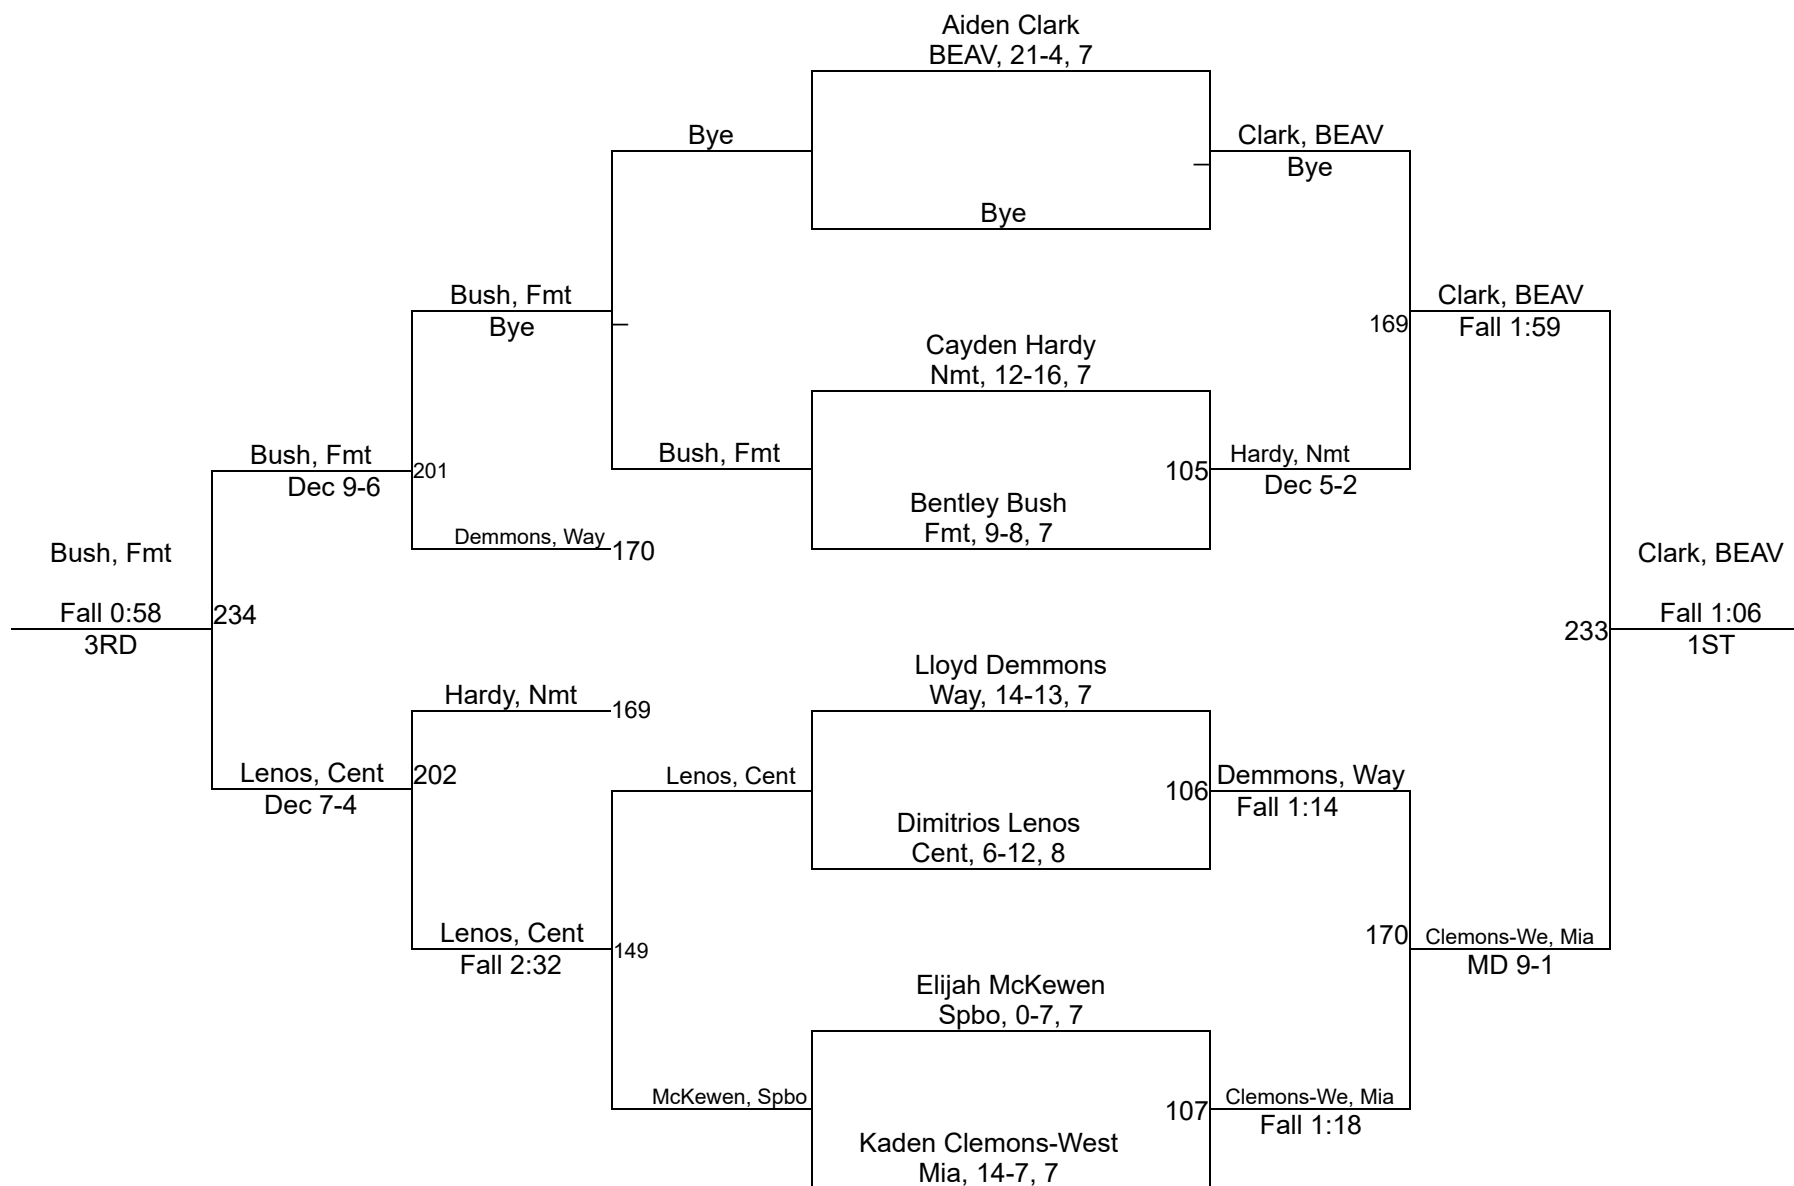 Aiden Clark
BEAV, 21-4, 7
Bye
Clark, BEAV
Bye
Bye
Bush, Fmt
Bye
Clark, BEAV
Fall 1:59
169
Cayden Hardy
Nmt, 12-16, 7
Bush, Fmt
Dec 9-6
201
Bush, Fmt
105
Hardy, Nmt
Dec 5-2
Bentley Bush
Fmt, 9-8, 7
Demmons, Way
170
Bush, Fmt
Fall 0:58
3RD
234
Clark, BEAV
Fall 1:06
1ST
233
Lloyd Demmons
Way, 14-13, 7
Hardy, Nmt
169
Lenos, Cent
Dec 7-4
202
Lenos, Cent
106
Demmons, Way
Fall 1:14
Dimitrios Lenos
Cent, 6-12, 8
Lenos, Cent
Fall 2:32
149
170
Clemons-We, Mia
MD 9-1
Elijah McKewen
Spbo, 0-7, 7
McKewen, Spbo
107
Clemons-We, Mia
Fall 1:18
Kaden Clemons-West
Mia, 14-7, 7